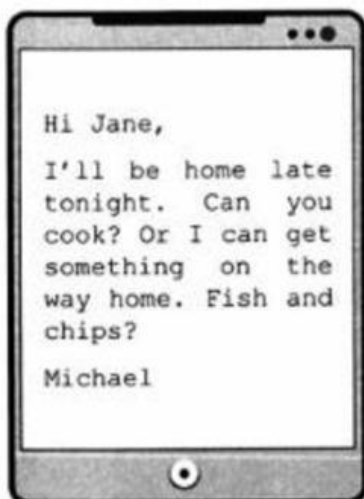 Hi Jane,
I'll be home late
tonight. Can you
cook? Or I can get
something on the
way home. Fish and
chips?
Michael